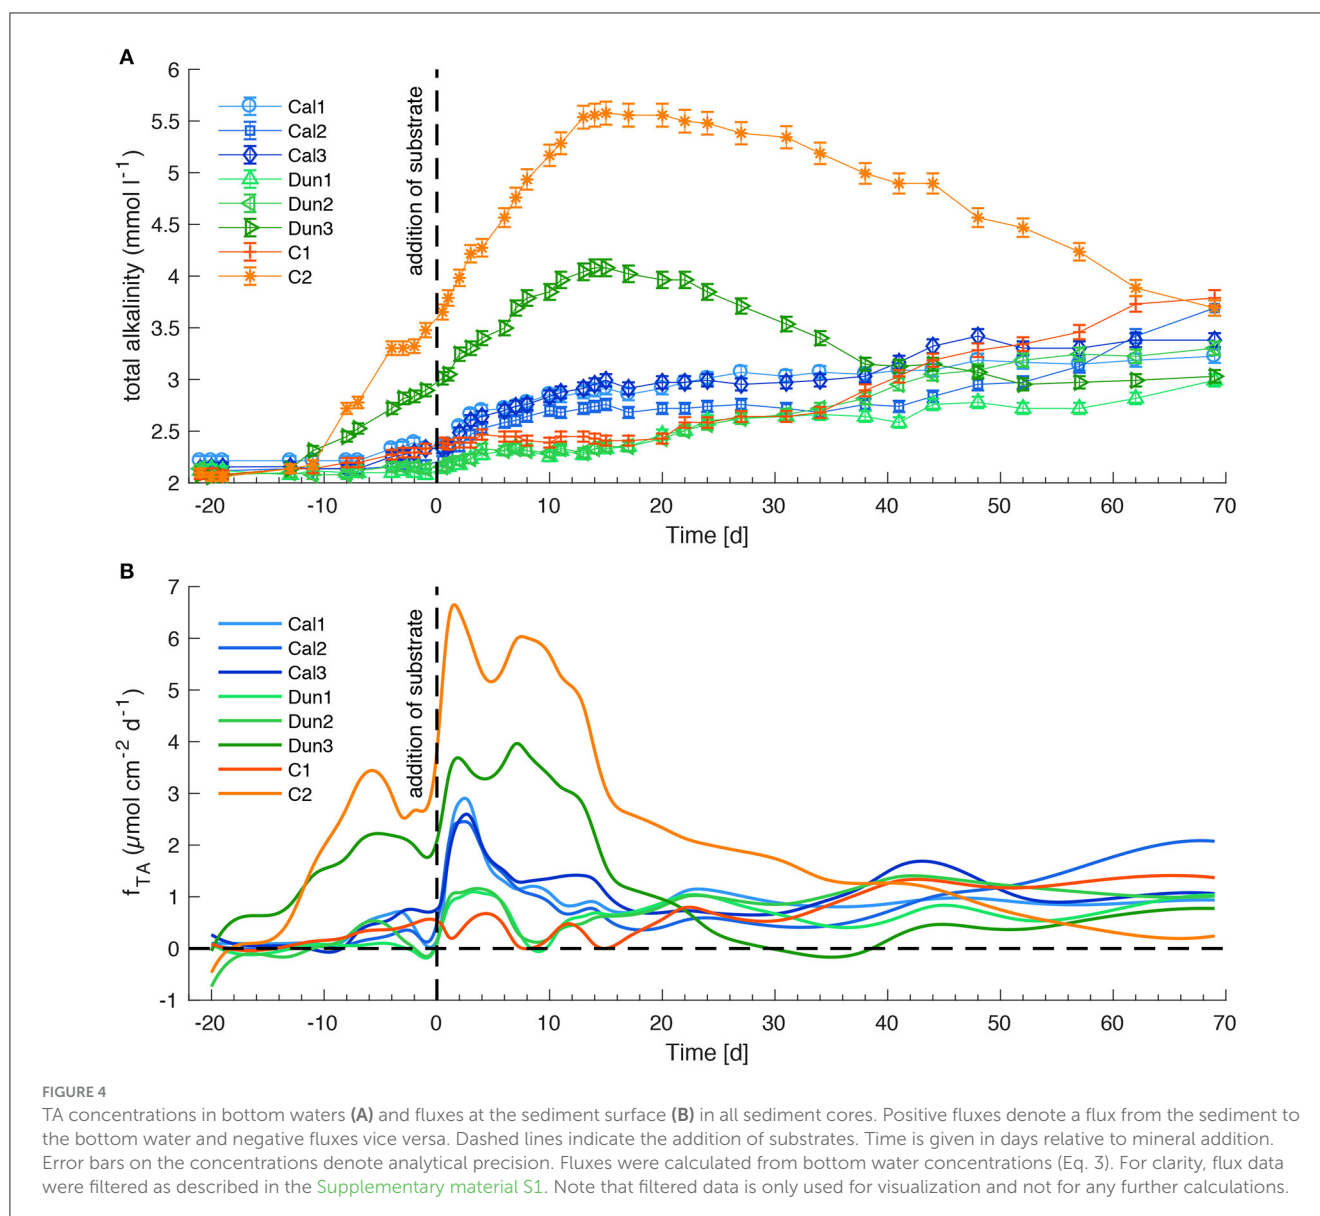 A
6
5.5
5
4.5
4
3.5
3
2.5
2
total alkalinity (mmol l⁻¹)
Cal1
Cal2
Cal3
Dun1
Dun2
Dun3
C1
C2
addition of substrate
-20 -10 0 10 20 30 40 50 60 70
Time [d]
B
7
6
5
4
3
2
1
0
-1
f_TA (μmol cm⁻² d⁻¹)
Cal1
Cal2
Cal3
Dun1
Dun2
Dun3
C1
C2
addition of substrate
-20 -10 0 10 20 30 40 50 60 70
Time [d]
FIGURE 4
TA concentrations in bottom waters (A) and fluxes at the sediment surface (B) in all sediment cores. Positive fluxes denote a flux from the sediment to
the bottom water and negative fluxes vice versa. Dashed lines indicate the addition of substrates. Time is given in days relative to mineral addition.
Error bars on the concentrations denote analytical precision. Fluxes were calculated from bottom water concentrations (Eq. 3). For clarity, flux data
were filtered as described in the Supplementary material S1. Note that filtered data is only used for visualization and not for any further calculations.